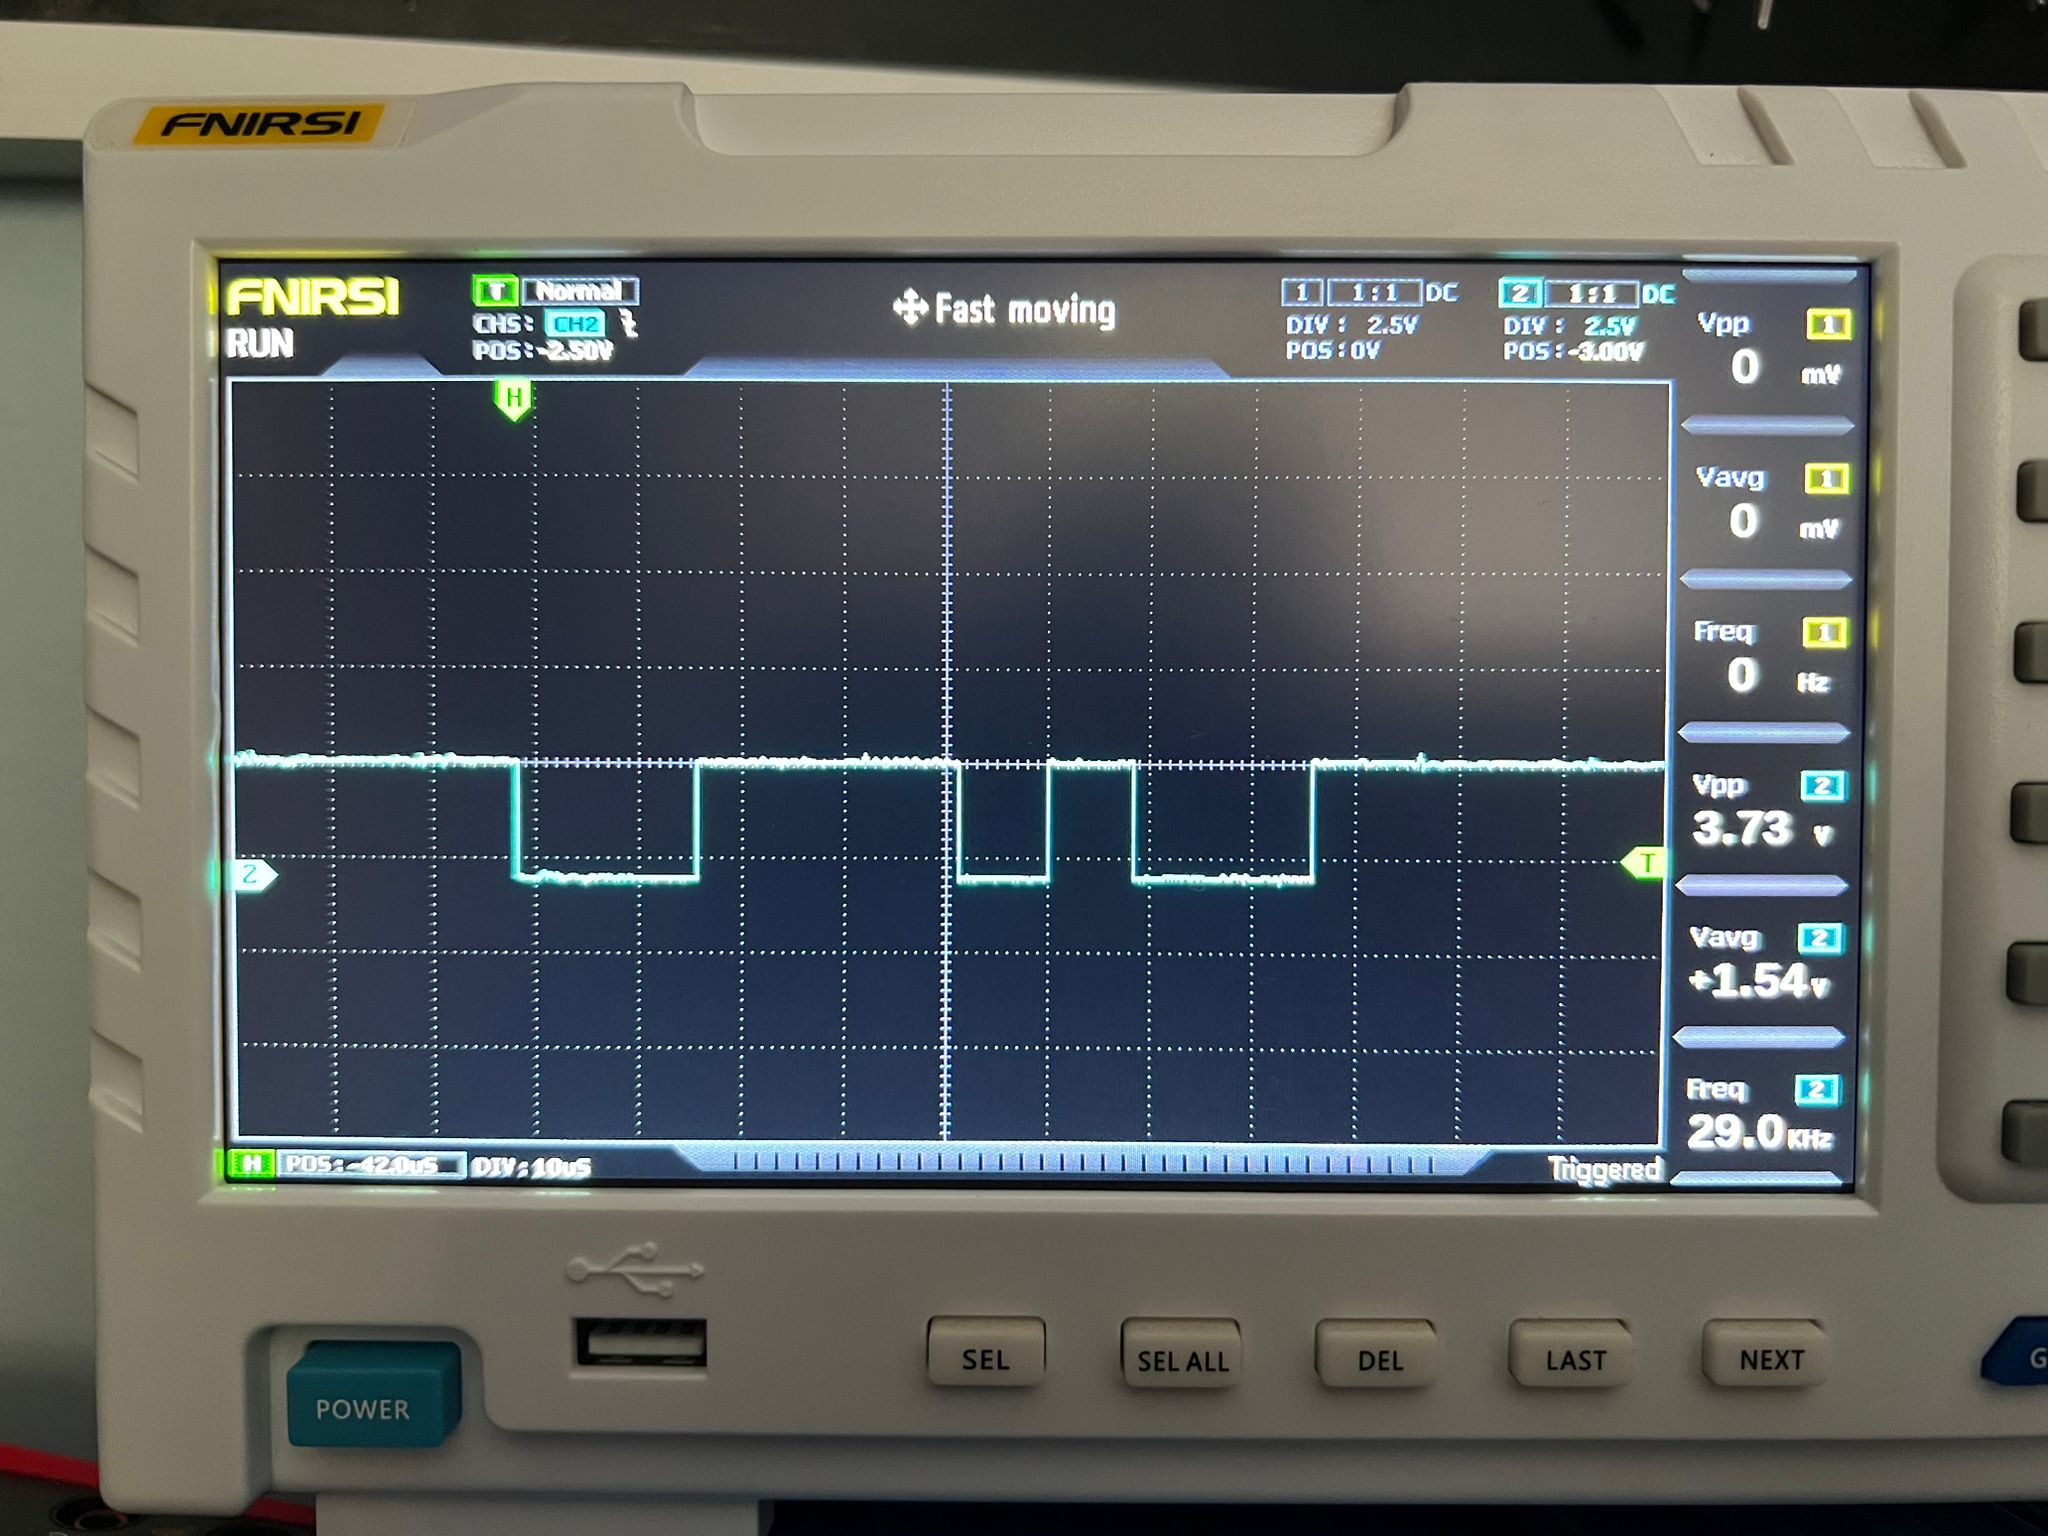 FNIRSI
FNIRSI
RUN
T Normal
CHS: CH2
POS:-2.50V
Fast moving
1 1:1 DC
DIV: 2.5V
POS:0V
2 1:1 DC
DIV: 2.5V
POS:-3.00V
H
Vpp 1
0 mV
Vavg 1
0 mV
Freq 1
0 Hz
Vpp 2
3.73 V
Vavg 2
+1.54V
Freq 2
29.0KHz
2
T
H POS:-42.0uS DIV:10uS
Triggered
POWER
SEL
SEL ALL
DEL
LAST
NEXT
G